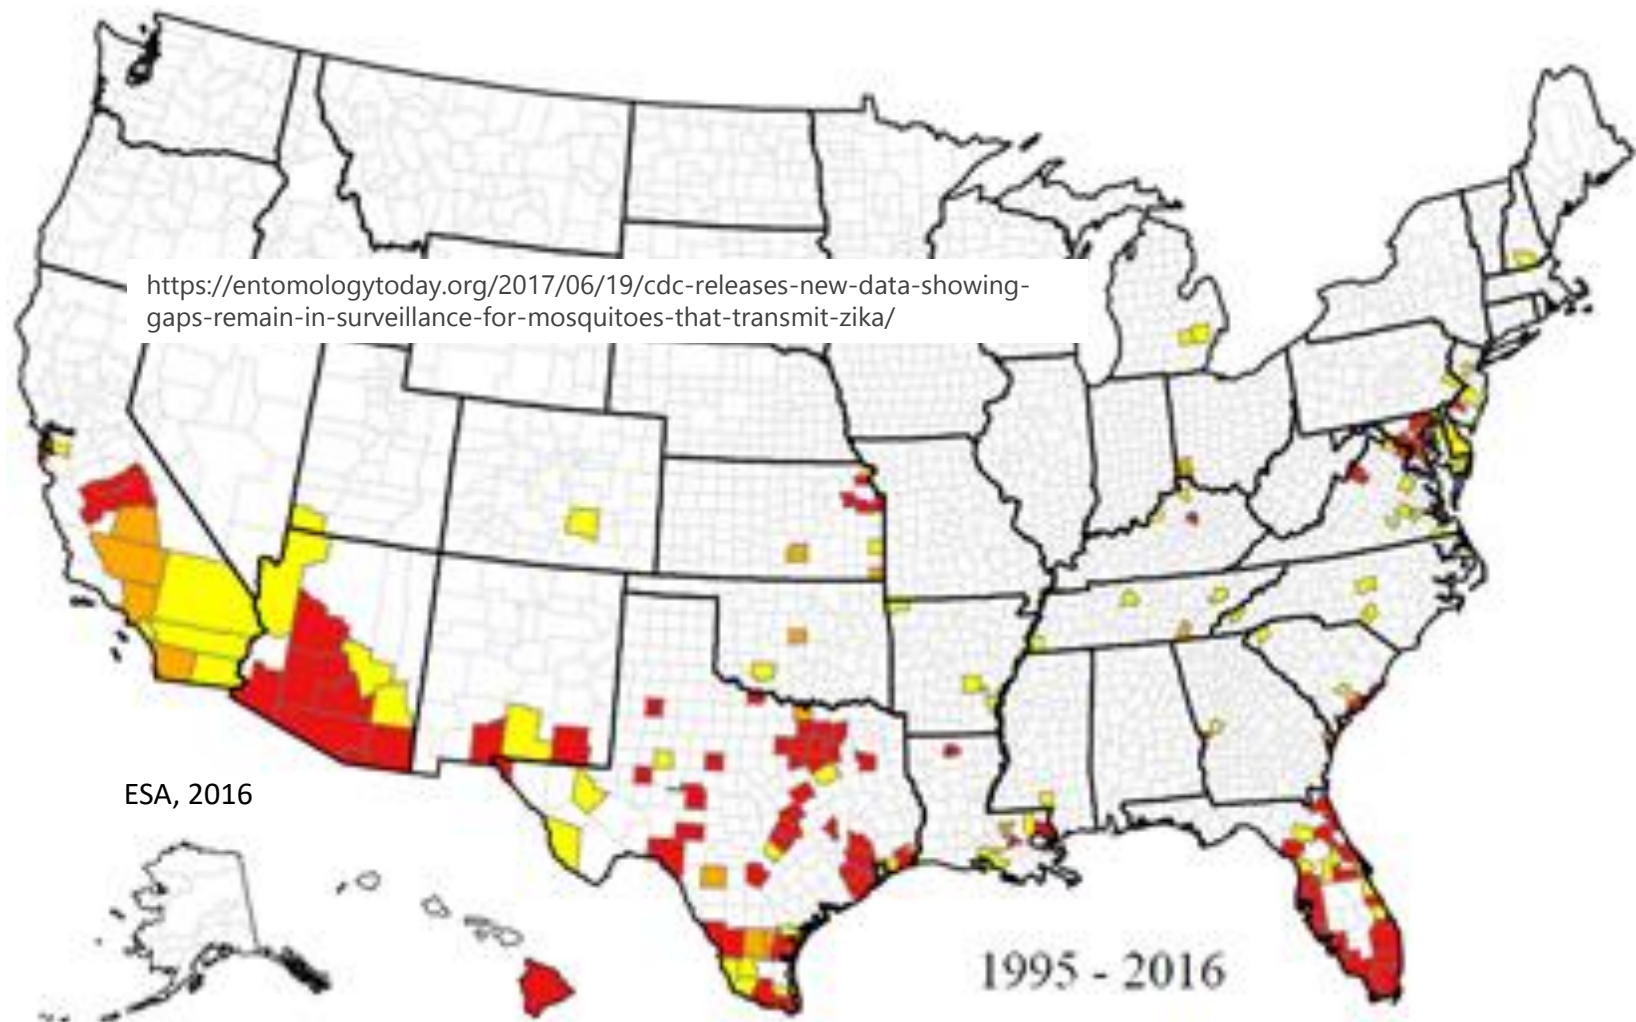 https://entomologytoday.org/2017/06/19/cdc-releases-new-data-showing-
gaps-remain-in-surveillance-for-mosquitoes-that-transmit-zika/
ESA, 2016
1995 - 2016